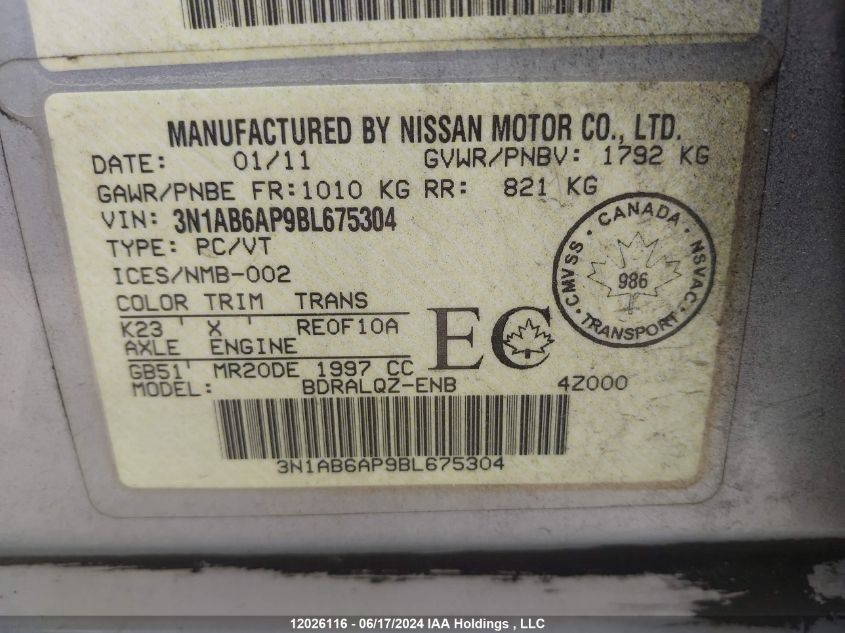 MANUFACTURED BY NISSAN MOTOR CO., LTD.
DATE: 01/11 GVWR/PNBV: 1792 KG
GAWR/PNBE FR:1010 KG RR: 821 KG
VIN: 3N1AB6AP9BL675304
TYPE: PC/VT
ICES/NMB-002
COLOR TRIM TRANS
K23 ' X ' RE0F10A
AXLE ENGINE
GB51' MR20DE 1997 CC
MODEL: BDRALQZ-ENB 4Z000
EC
CANADA
CMVSS
NSVAC
986
TRANSPORT
3N1AB6AP9BL675304
12026116 - 06/17/2024 IAA Holdings , LLC